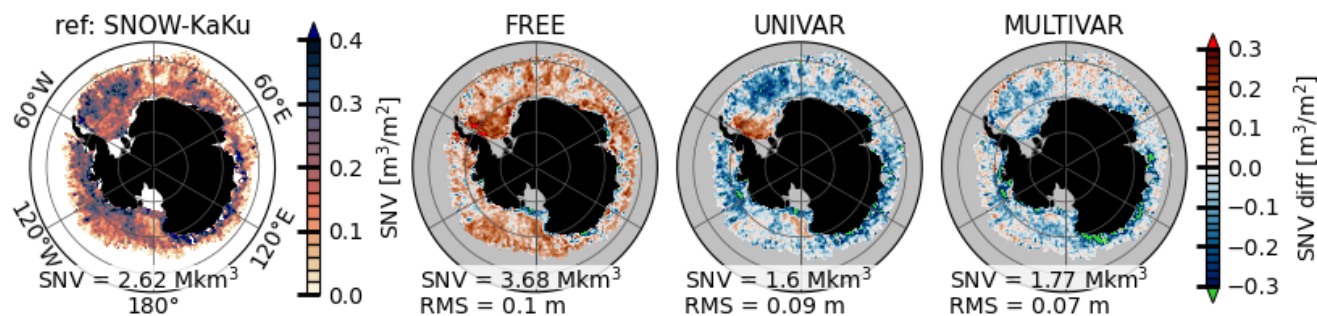 ref: SNOW-KaKu
60°W
60°E
120°W
120°E
180°
SNV = 2.62 Mkm³
0.4
0.3
0.2
0.1
0.0
SNV [m³/m²]
FREE
SNV = 3.68 Mkm³
RMS = 0.1 m
UNIVAR
SNV = 1.6 Mkm³
RMS = 0.09 m
MULTIVAR
SNV = 1.77 Mkm³
RMS = 0.07 m
0.3
0.2
0.1
0.0
−0.1
−0.2
−0.3
SNV diff [m³/m²]